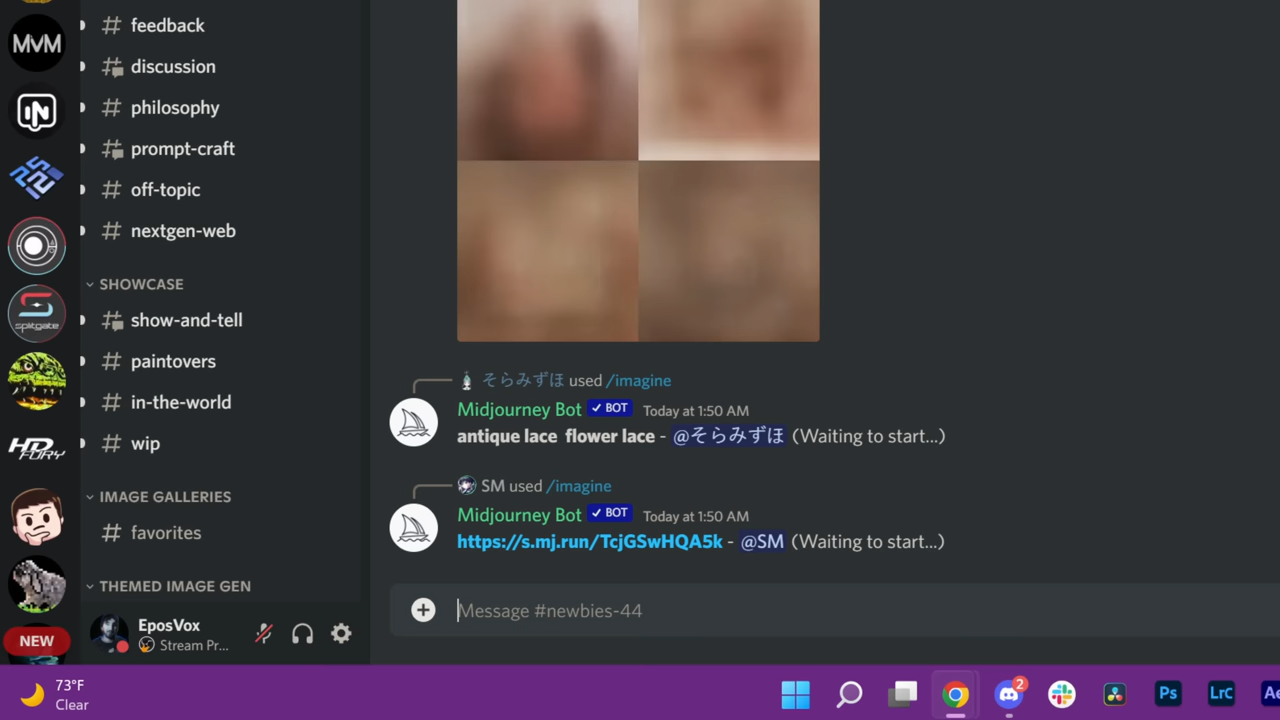 MVM
feedback
discussion
philosophy
prompt-craft
off-topic
nextgen-web
SHOWCASE
splitgate
show-and-tell
paintovers
in-the-world
HDFURY
wip
IMAGE GALLERIES
favorites
THEMED IMAGE GEN
NEW
EposVox
Stream Pr...
そらみずほ used /imagine
Midjourney Bot ✓ BOT Today at 1:50 AM
antique lace flower lace - @そらみずほ (Waiting to start...)
SM used /imagine
Midjourney Bot ✓ BOT Today at 1:50 AM
https://s.mj.run/TcjGSwHQA5k - @SM (Waiting to start...)
Message #newbies-44
73°F
Clear
2
Ps
LrC
Ae